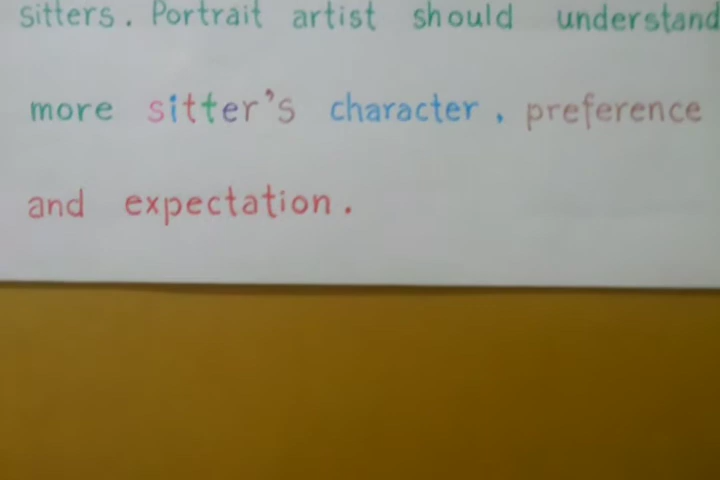 sitters. Portrait artist should understand
more sitter's character, preference
and expectation.